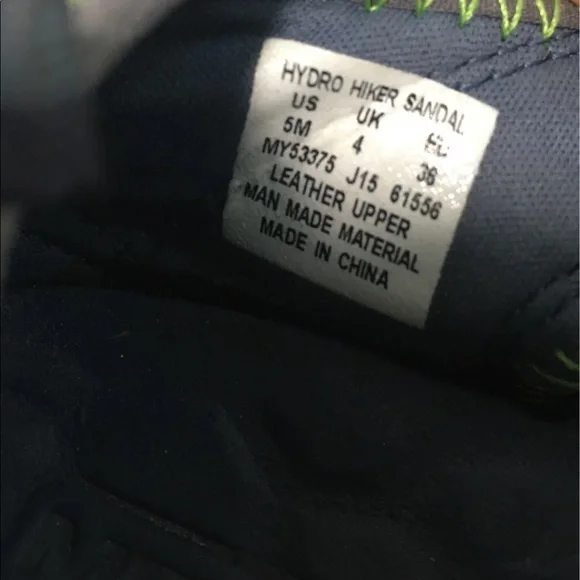 HYDRO HIKER SANDAL
US UK EU
5M 4 36
MY53375 J15 61556
LEATHER UPPER
MAN MADE MATERIAL
MADE IN CHINA